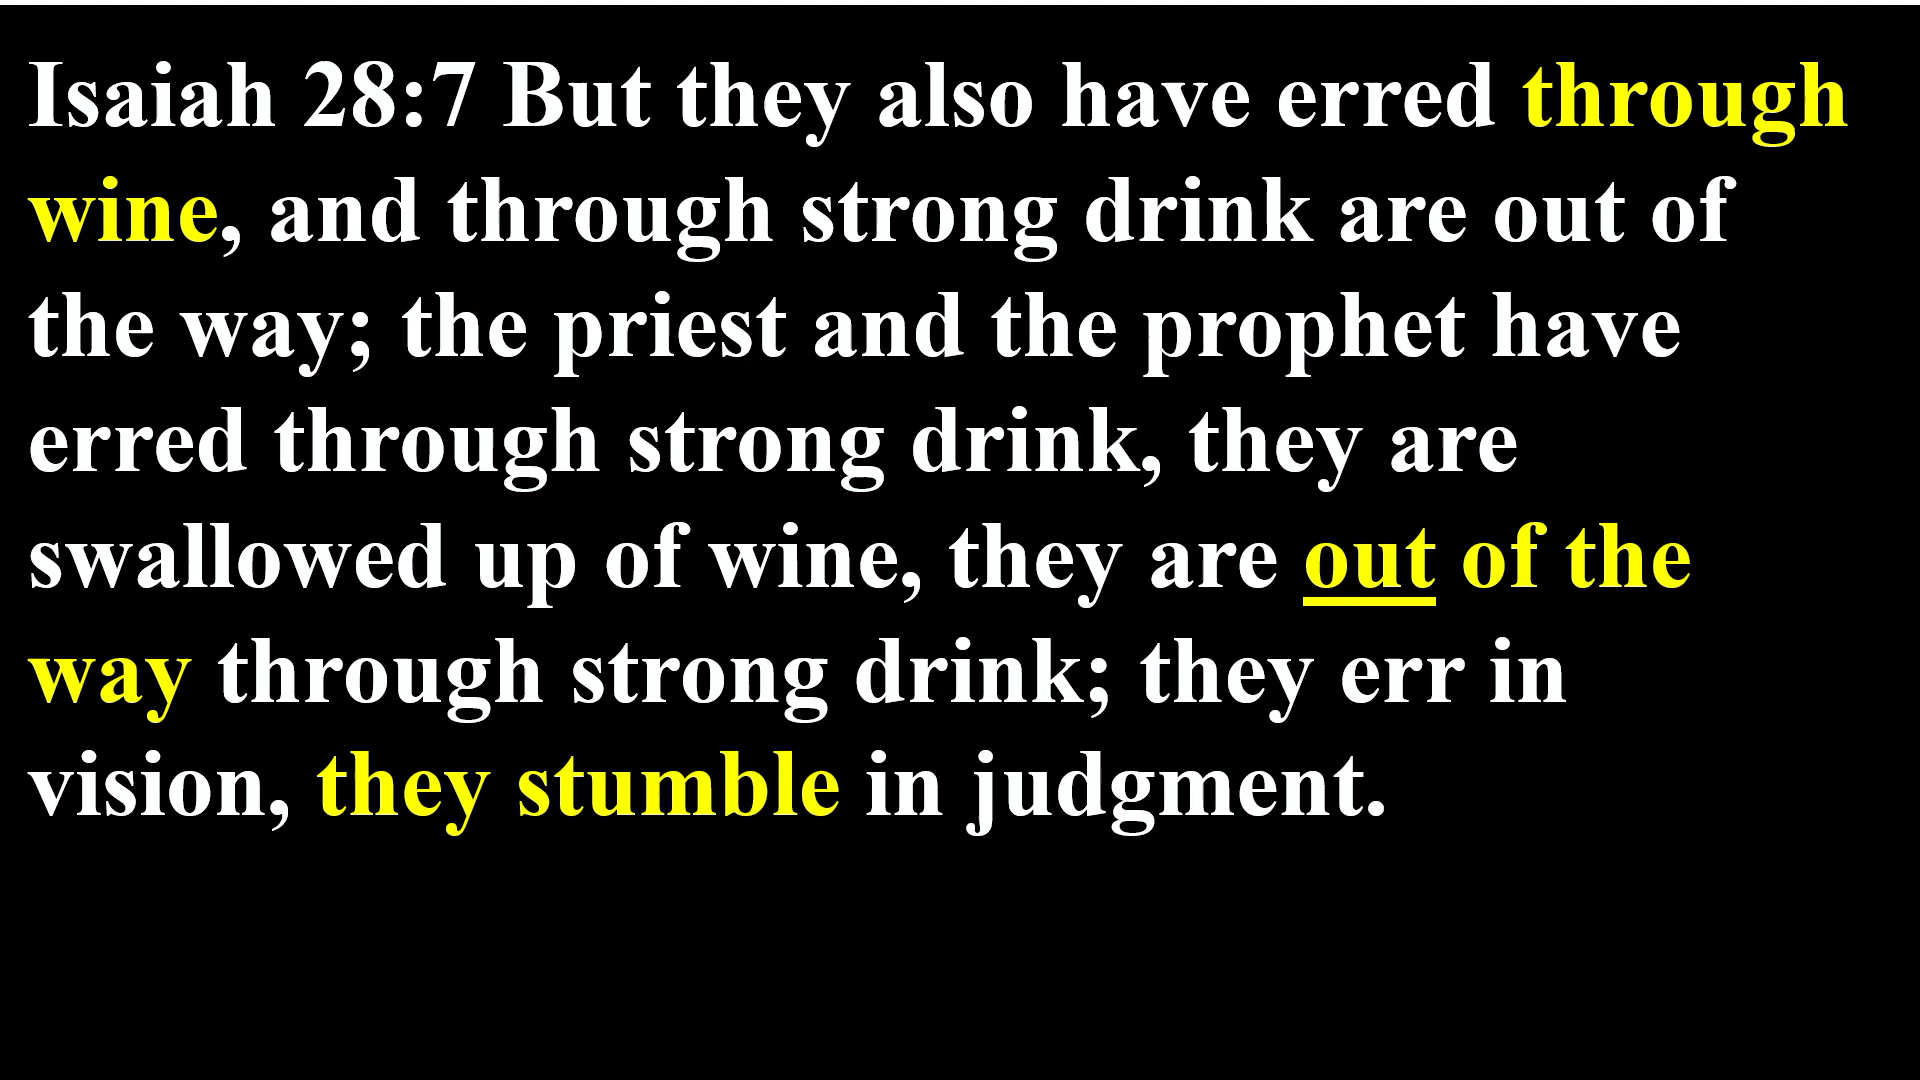 Isaiah 28:7 But they also have erred through
wine, and through strong drink are out of
the way; the priest and the prophet have
erred through strong drink, they are
swallowed up of wine, they are out of the
way through strong drink; they err in
vision, they stumble in judgment.